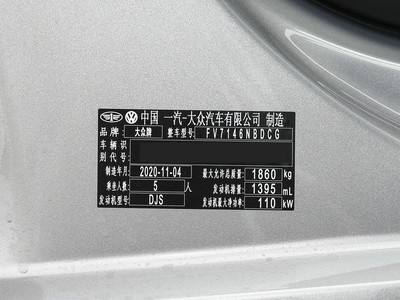 中国 一汽-大众汽车有限公司 制造
品牌 大众牌 整车型号 FV7146NBDCG
车辆识别代号
制造年月 2020-11-04 最大允许总质量 1860 kg
乘坐人数 5 人 发动机排量 1395 mL
发动机型号 DJS 发动机最大净功率 110 kW